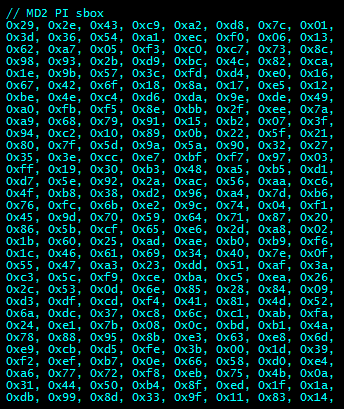 // MD2 PI sbox
0x29, 0x2e, 0x43, 0xc9, 0xa2, 0xd8, 0x7c, 0x01,
0x3d, 0x36, 0x54, 0xa1, 0xec, 0xf0, 0x06, 0x13,
0x62, 0xa7, 0x05, 0xf3, 0xc0, 0xc7, 0x73, 0x8c,
0x98, 0x93, 0x2b, 0xd9, 0xbc, 0x4c, 0x82, 0xca,
0x1e, 0x9b, 0x57, 0x3c, 0xfd, 0xd4, 0xe0, 0x16,
0x67, 0x42, 0x6f, 0x18, 0x8a, 0x17, 0xe5, 0x12,
0xbe, 0x4e, 0xc4, 0xd6, 0xda, 0x9e, 0xde, 0x49,
0xa0, 0xfb, 0xf5, 0x8e, 0xbb, 0x2f, 0xee, 0x7a,
0xa9, 0x68, 0x79, 0x91, 0x15, 0xb2, 0x07, 0x3f,
0x94, 0xc2, 0x10, 0x89, 0x0b, 0x22, 0x5f, 0x21,
0x80, 0x7f, 0x5d, 0x9a, 0x5a, 0x90, 0x32, 0x27,
0x35, 0x3e, 0xcc, 0xe7, 0xbf, 0xf7, 0x97, 0x03,
0xff, 0x19, 0x30, 0xb3, 0x48, 0xa5, 0xb5, 0xd1,
0xd7, 0x5e, 0x92, 0x2a, 0xac, 0x56, 0xaa, 0xc6,
0x4f, 0xb8, 0x38, 0xd2, 0x96, 0xa4, 0x7d, 0xb6,
0x76, 0xfc, 0x6b, 0xe2, 0x9c, 0x74, 0x04, 0xf1,
0x45, 0x9d, 0x70, 0x59, 0x64, 0x71, 0x87, 0x20,
0x86, 0x5b, 0xcf, 0x65, 0xe6, 0x2d, 0xa8, 0x02,
0x1b, 0x60, 0x25, 0xad, 0xae, 0xb0, 0xb9, 0xf6,
0x1c, 0x46, 0x61, 0x69, 0x34, 0x40, 0x7e, 0x0f,
0x55, 0x47, 0xa3, 0x23, 0xdd, 0x51, 0xaf, 0x3a,
0xc3, 0x5c, 0xf9, 0xce, 0xba, 0xc5, 0xea, 0x26,
0x2c, 0x53, 0x0d, 0x6e, 0x85, 0x28, 0x84, 0x09,
0xd3, 0xdf, 0xcd, 0xf4, 0x41, 0x81, 0x4d, 0x52,
0x6a, 0xdc, 0x37, 0xc8, 0x6c, 0xc1, 0xab, 0xfa,
0x24, 0xe1, 0x7b, 0x08, 0x0c, 0xbd, 0xb1, 0x4a,
0x78, 0x88, 0x95, 0x8b, 0xe3, 0x63, 0xe8, 0x6d,
0xe9, 0xcb, 0xd5, 0xfe, 0x3b, 0x00, 0x1d, 0x39,
0xf2, 0xef, 0xb7, 0x0e, 0x66, 0x58, 0xd0, 0xe4,
0xa6, 0x77, 0x72, 0xf8, 0xeb, 0x75, 0x4b, 0x0a,
0x31, 0x44, 0x50, 0xb4, 0x8f, 0xed, 0x1f, 0x1a,
0xdb, 0x99, 0x8d, 0x33, 0x9f, 0x11, 0x83, 0x14,